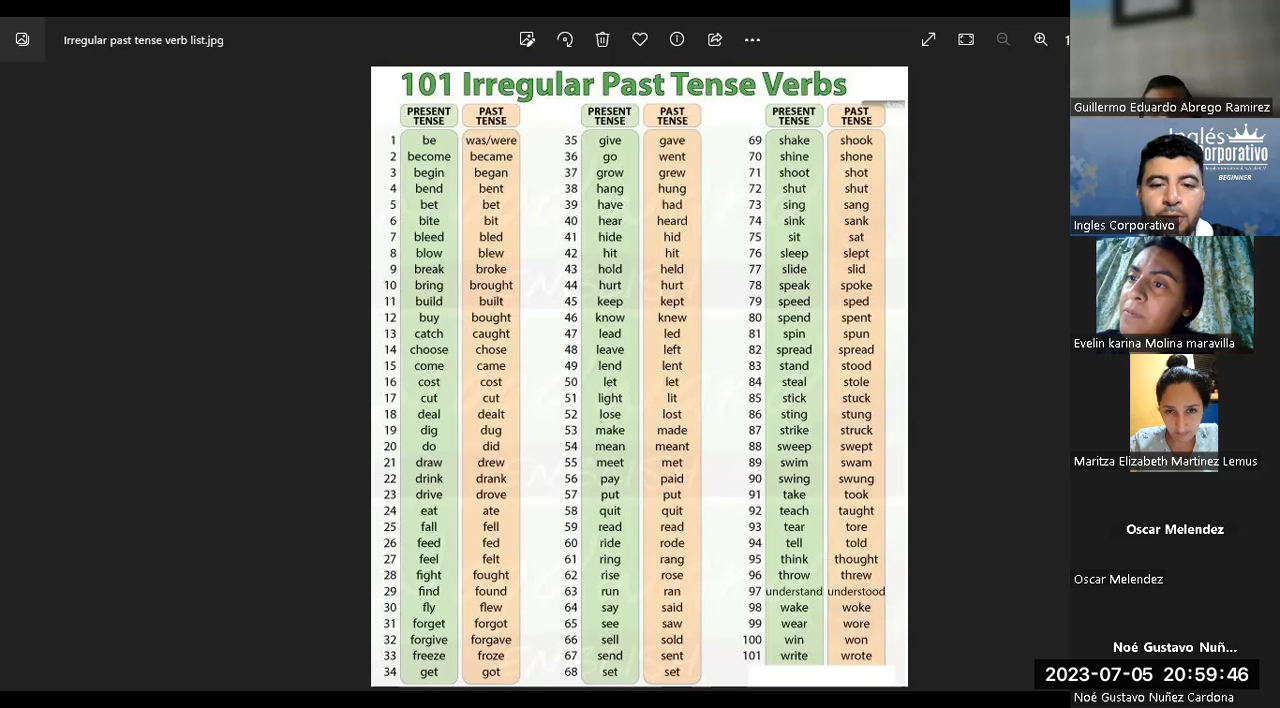 Irregular past tense verb list.jpg
101 Irregular Past Tense Verbs
PRESENT TENSE PAST TENSE PRESENT TENSE PAST TENSE PRESENT TENSE PAST TENSE
1 be was/were 35 give gave 69 shake shook
2 become became 36 go went 70 shine shone
3 begin began 37 grow grew 71 shoot shot
4 bend bent 38 hang hung 72 shut shut
5 bet bet 39 have had 73 sing sang
6 bite bit 40 hear heard 74 sink sank
7 bleed bled 41 hide hid 75 sit sat
8 blow blew 42 hit hit 76 sleep slept
9 break broke 43 hold held 77 slide slid
10 bring brought 44 hurt hurt 78 speak spoke
11 build built 45 keep kept 79 speed sped
12 buy bought 46 know knew 80 spend spent
13 catch caught 47 lead led 81 spin spun
14 choose chose 48 leave left 82 spread spread
15 come came 49 lend lent 83 stand stood
16 cost cost 50 let let 84 steal stole
17 cut cut 51 light lit 85 stick stuck
18 deal dealt 52 lose lost 86 sting stung
19 dig dug 53 make made 87 strike struck
20 do did 54 mean meant 88 sweep swept
21 draw drew 55 meet met 89 swim swam
22 drink drank 56 pay paid 90 swing swung
23 drive drove 57 put put 91 take took
24 eat ate 58 quit quit 92 teach taught
25 fall fell 59 read read 93 tear tore
26 feed fed 60 ride rode 94 tell told
27 feel felt 61 ring rang 95 think thought
28 fight fought 62 rise rose 96 throw threw
29 find found 63 run ran 97 understand understood
30 fly flew 64 say said 98 wake woke
31 forget forgot 65 see saw 99 wear wore
32 forgive forgave 66 sell sold 100 win won
33 freeze froze 67 send sent 101 write wrote
34 get got 68 set set
Guillermo Eduardo Abrego Ramirez
Inglés
Corporativo
BEGINNER
Ingles Corporativo
Evelin karina Molina maravilla
Maritza Elizabeth Martinez Lemus
Oscar Melendez
Oscar Melendez
Noé Gustavo Nuñ...
2023-07-05 20:59:46
Noé Gustavo Nuñez Cardona